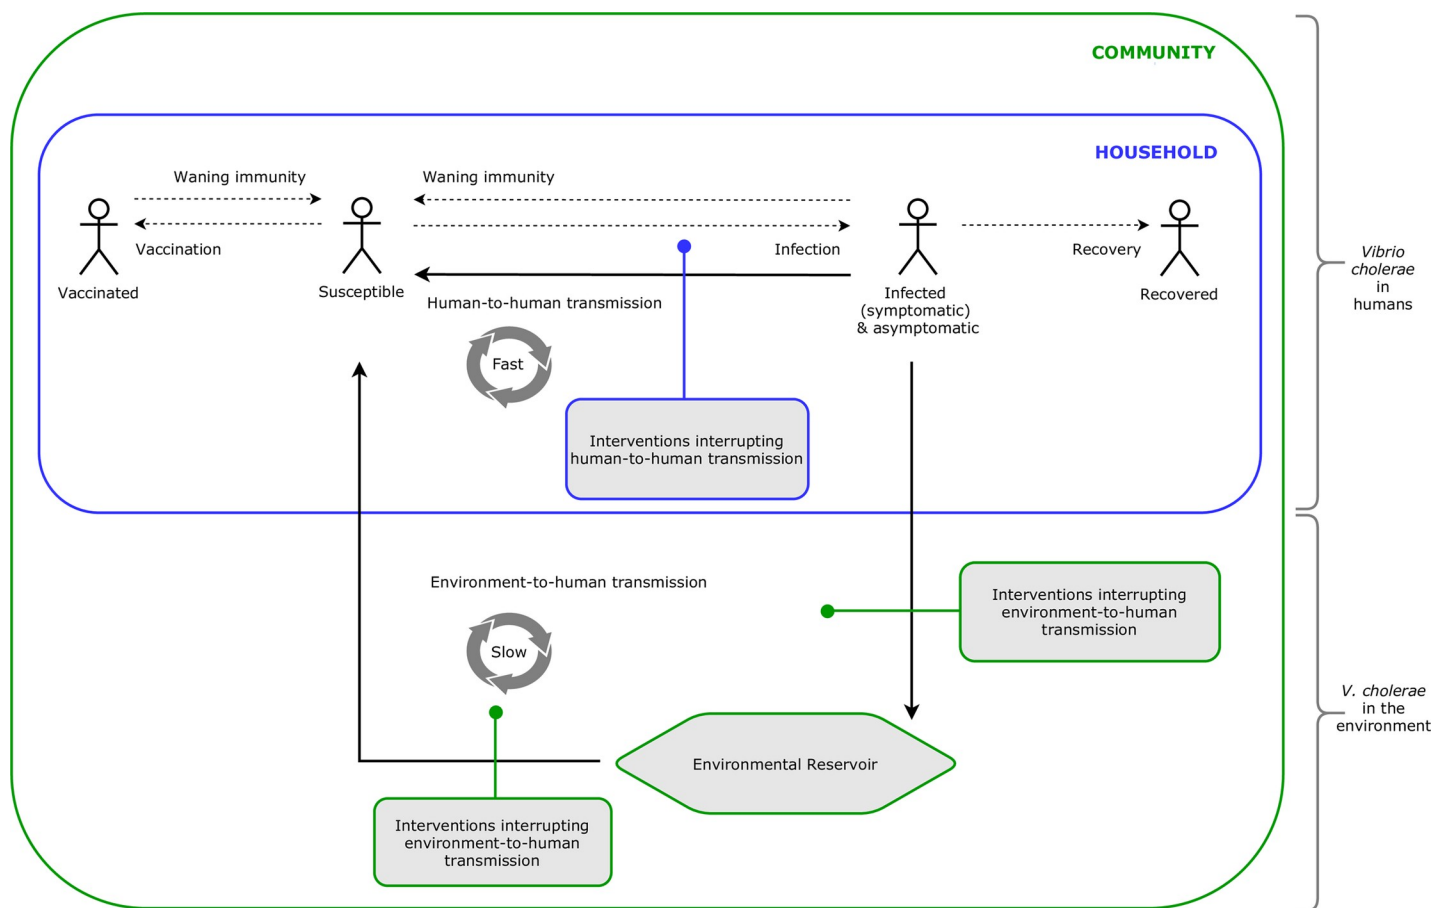 COMMUNITY
HOUSEHOLD
Waning immunity
Waning immunity
Vaccination
Infection
Recovery
Vaccinated
Susceptible
Infected
(symptomatic)
& asymptomatic
Recovered
Human-to-human transmission
Fast
Interventions interrupting
human-to-human transmission
Vibrio
cholerae
in
humans
Environment-to-human transmission
Slow
Interventions interrupting
environment-to-human
transmission
Environmental Reservoir
Interventions interrupting
environment-to-human
transmission
V. cholerae
in the
environment